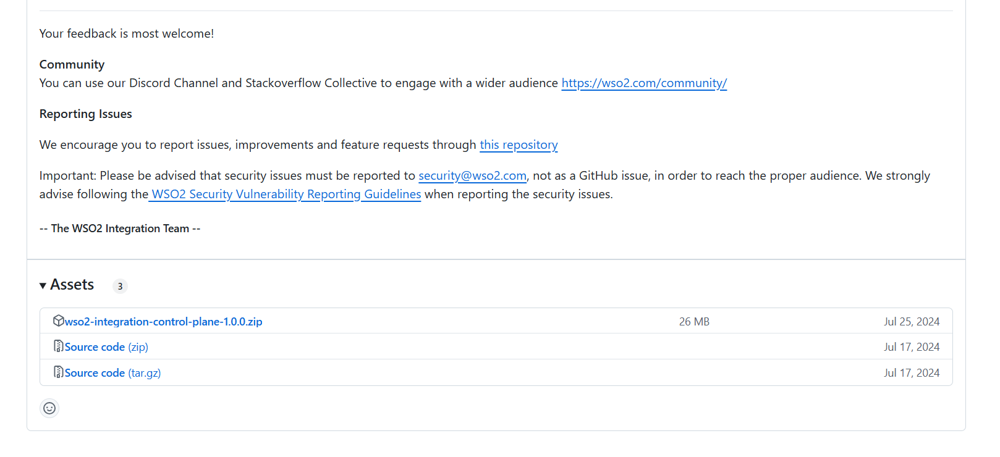 Your feedback is most welcome!
Community
You can use our Discord Channel and Stackoverflow Collective to engage with a wider audience https://wso2.com/community/
Reporting Issues
We encourage you to report issues, improvements and feature requests through this repository
Important: Please be advised that security issues must be reported to security@wso2.com, not as a GitHub issue, in order to reach the proper audience. We strongly
advise following the WSO2 Security Vulnerability Reporting Guidelines when reporting the security issues.
-- The WSO2 Integration Team --
Assets 3
wso2-integration-control-plane-1.0.0.zip 26 MB Jul 25, 2024
Source code (zip) Jul 17, 2024
Source code (tar.gz) Jul 17, 2024